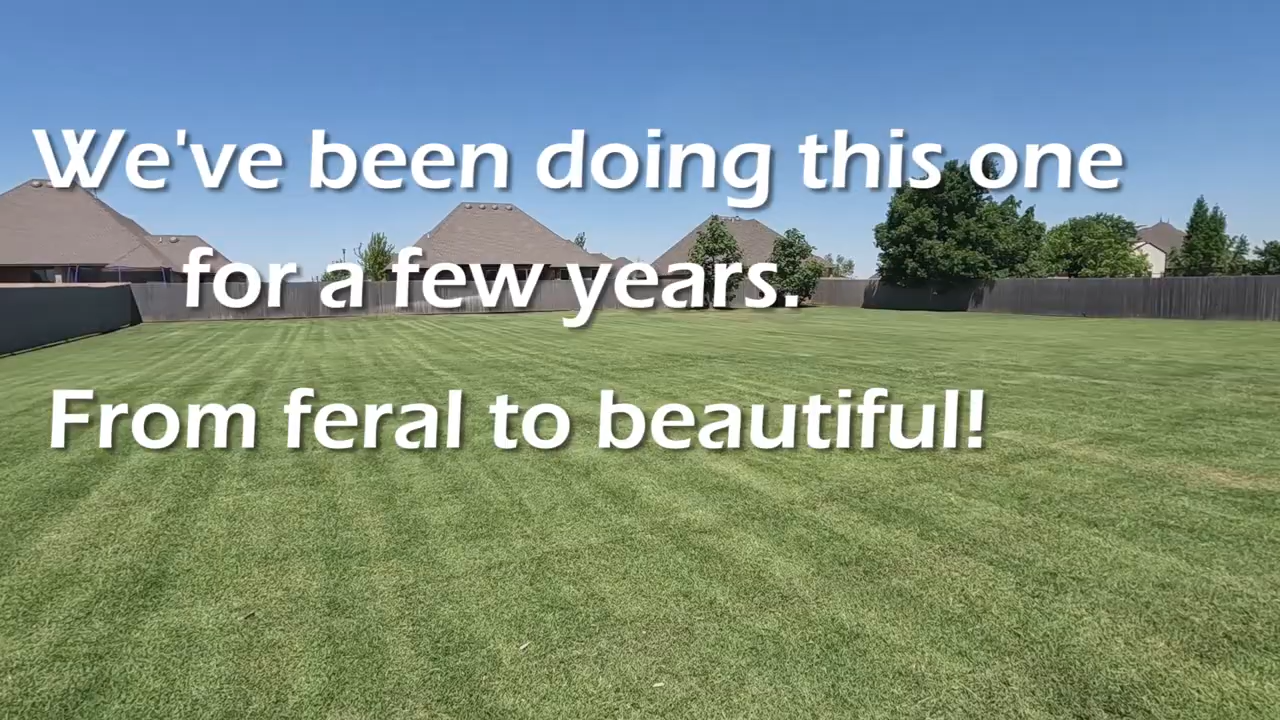 We've been doing this one
for a few years.
From feral to beautiful!